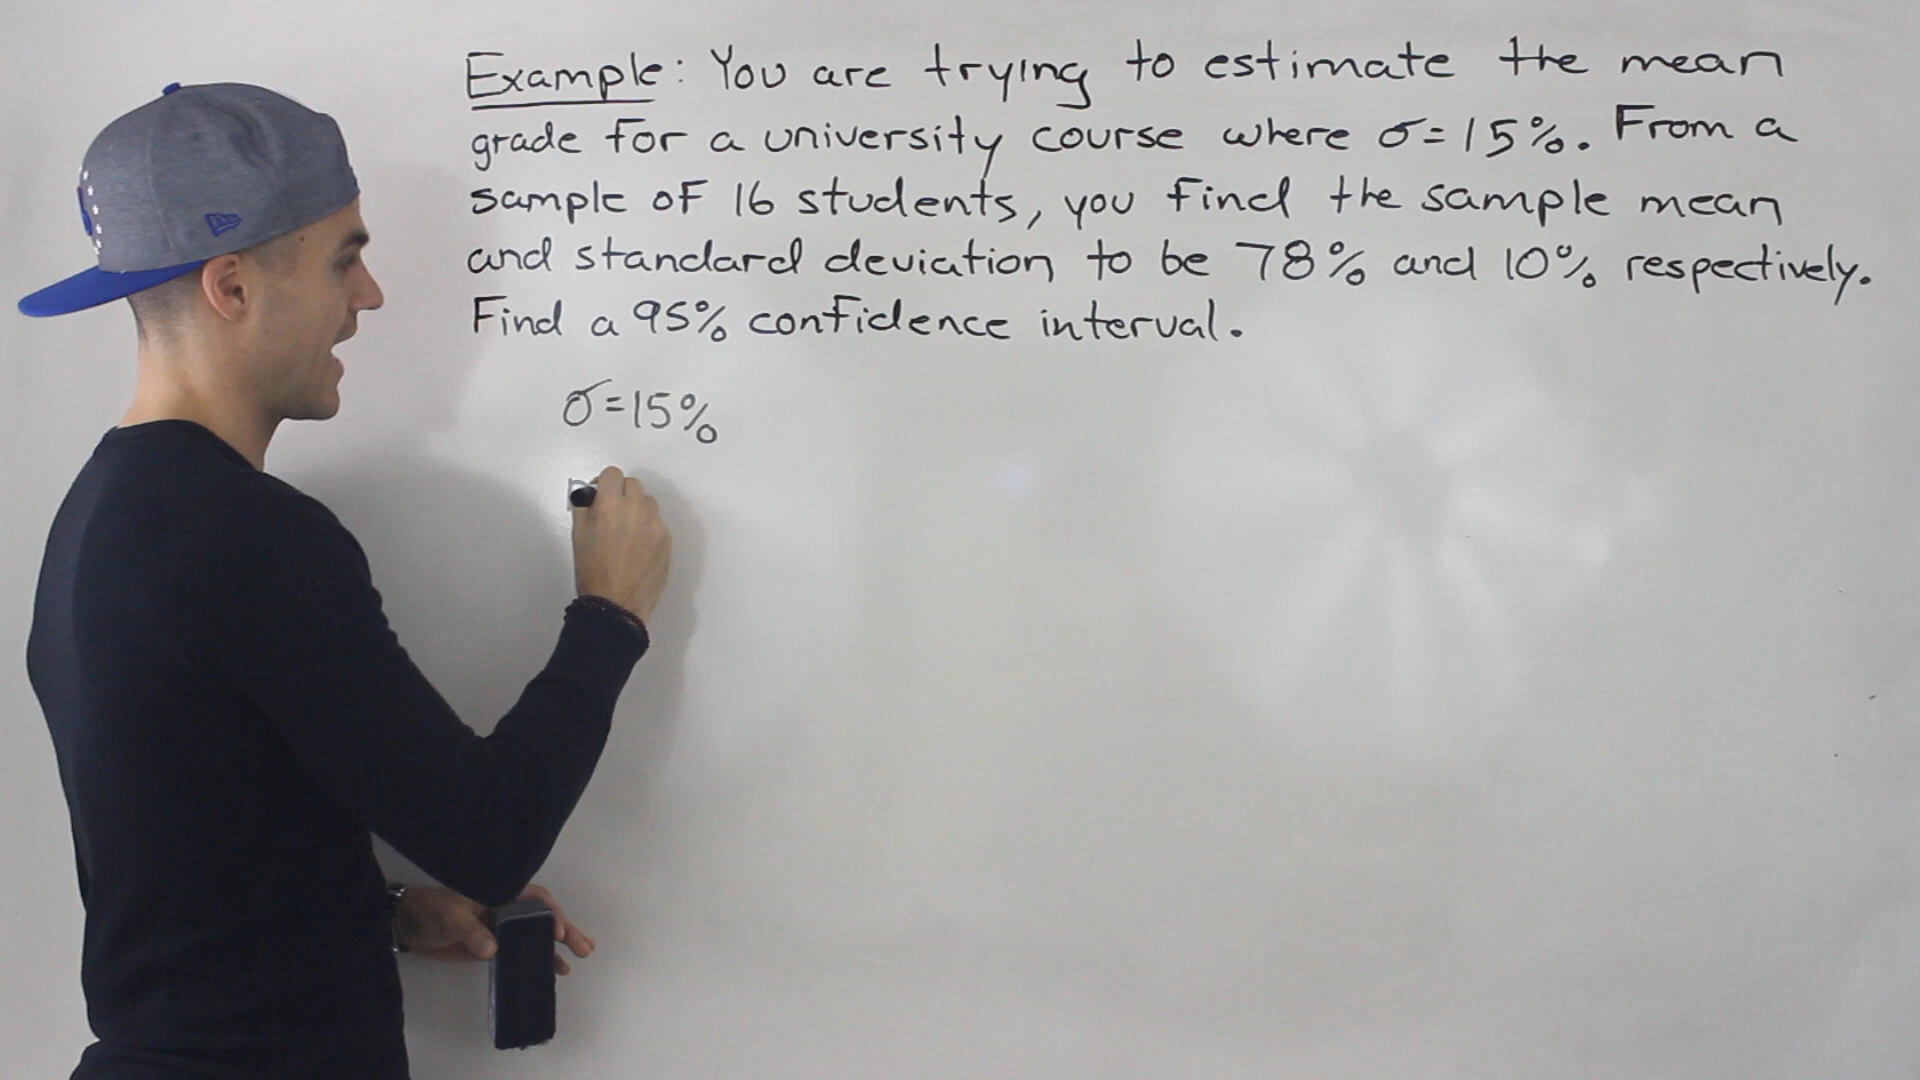 Example: You are trying to estimate the mean
grade for a university course where σ=15%. From a
sample of 16 students, you find the sample mean
and standard deviation to be 78% and 10% respectively.
Find a 95% confidence interval.
σ=15%